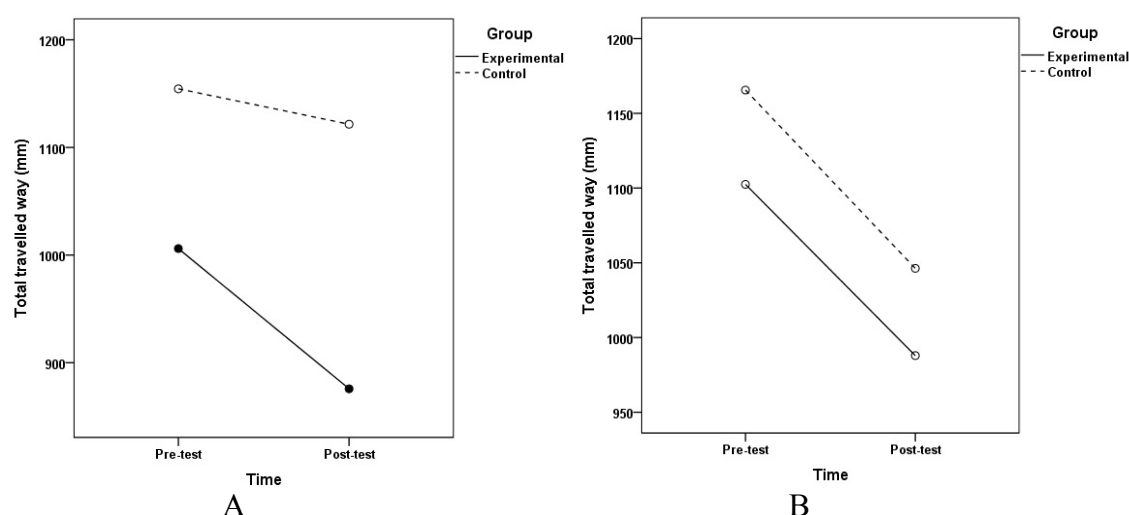 Group
Experimental
Control
1200
1100
1000
900
Total travelled way (mm)
Pre-test
Post-test
Time
A
Group
Experimental
Control
1200
1150
1100
1050
1000
950
Total travelled way (mm)
Pre-test
Post-test
Time
B